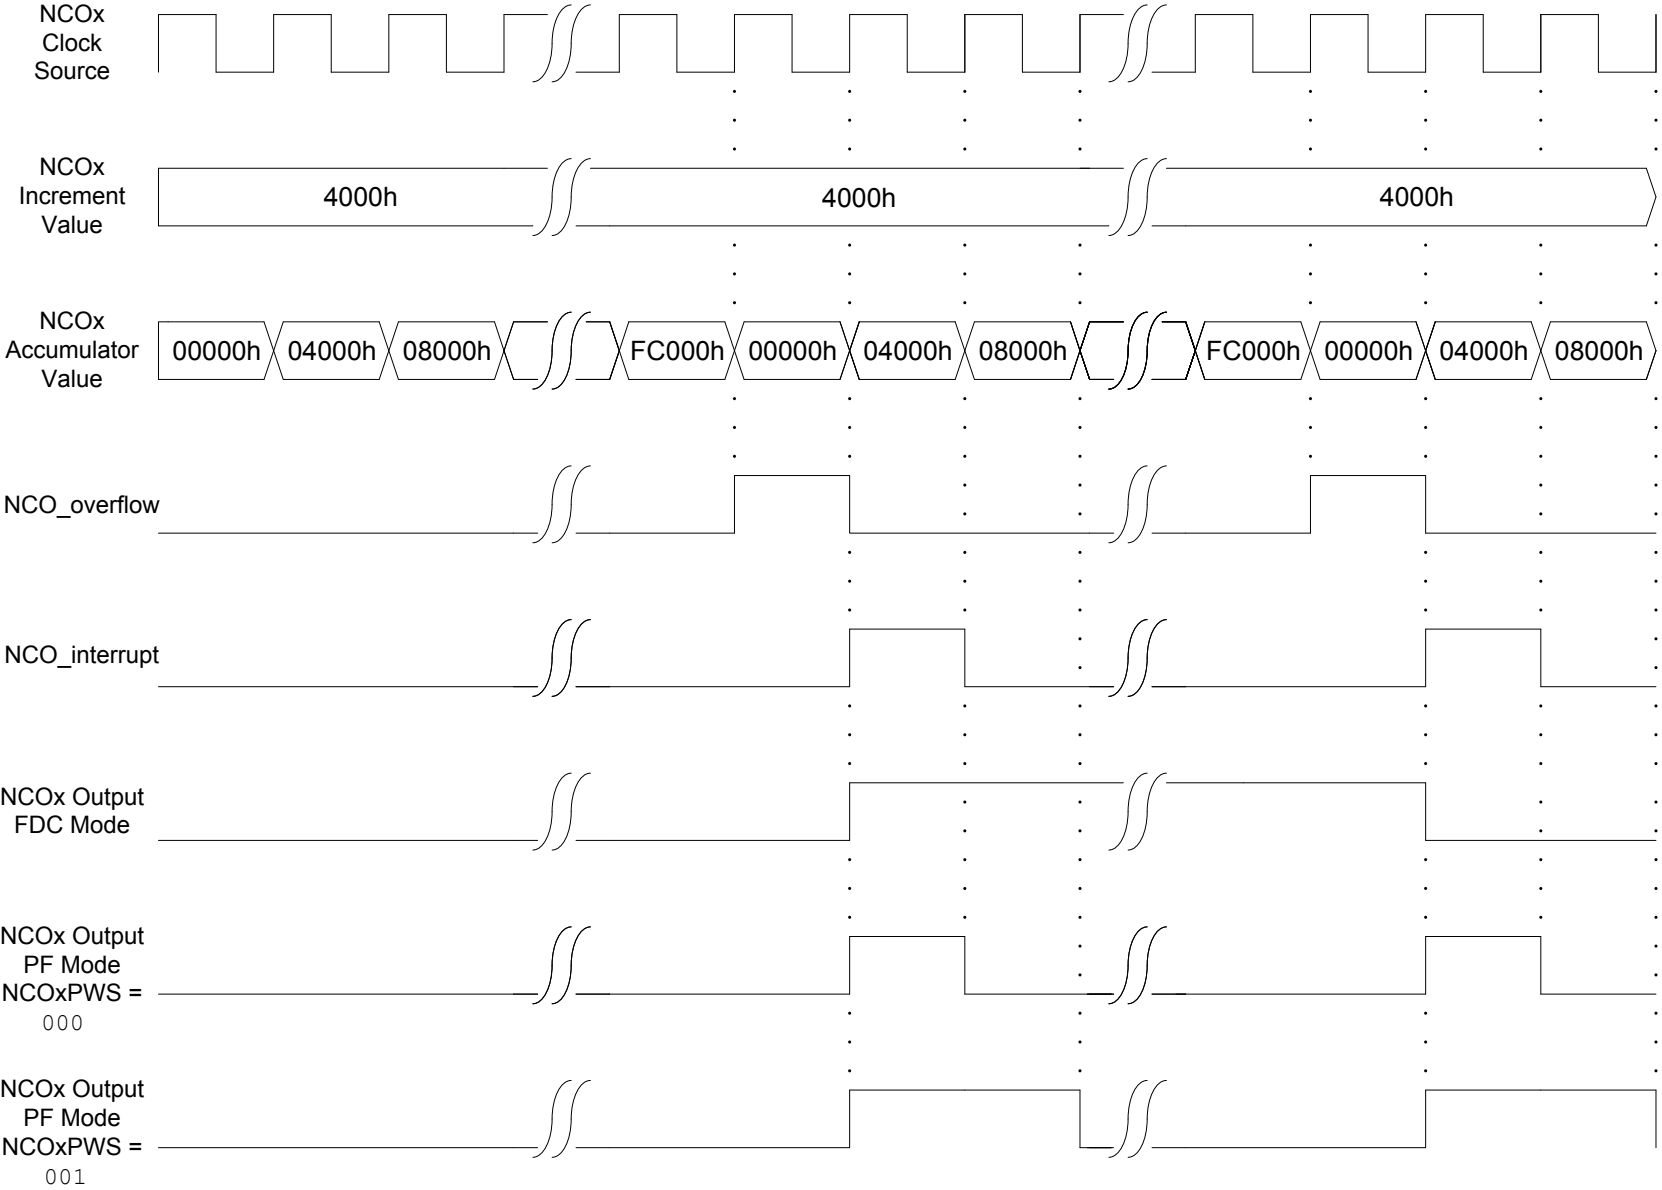 NCOx
Clock
Source
NCOx
Increment
Value
4000h
4000h
4000h
NCOx
Accumulator
Value
00000h
04000h
08000h
FC000h
00000h
04000h
08000h
FC000h
00000h
04000h
08000h
NCO_overflow
NCO_interrupt
NCOx Output
FDC Mode
NCOx Output
PF Mode
NCOxPWS =
000
NCOx Output
PF Mode
NCOxPWS =
001